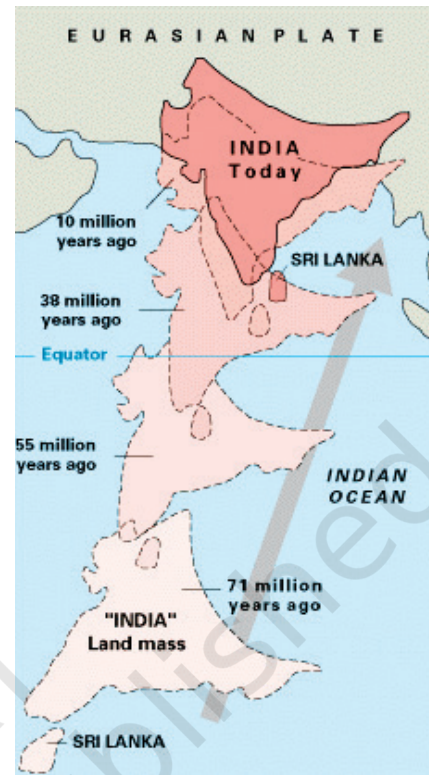 EURASIAN PLATE
INDIA
Today
10 million
years ago
SRI LANKA
38 million
years ago
Equator
55 million
years ago
INDIAN
OCEAN
71 million
years ago
"INDIA"
Land mass
SRI LANKA